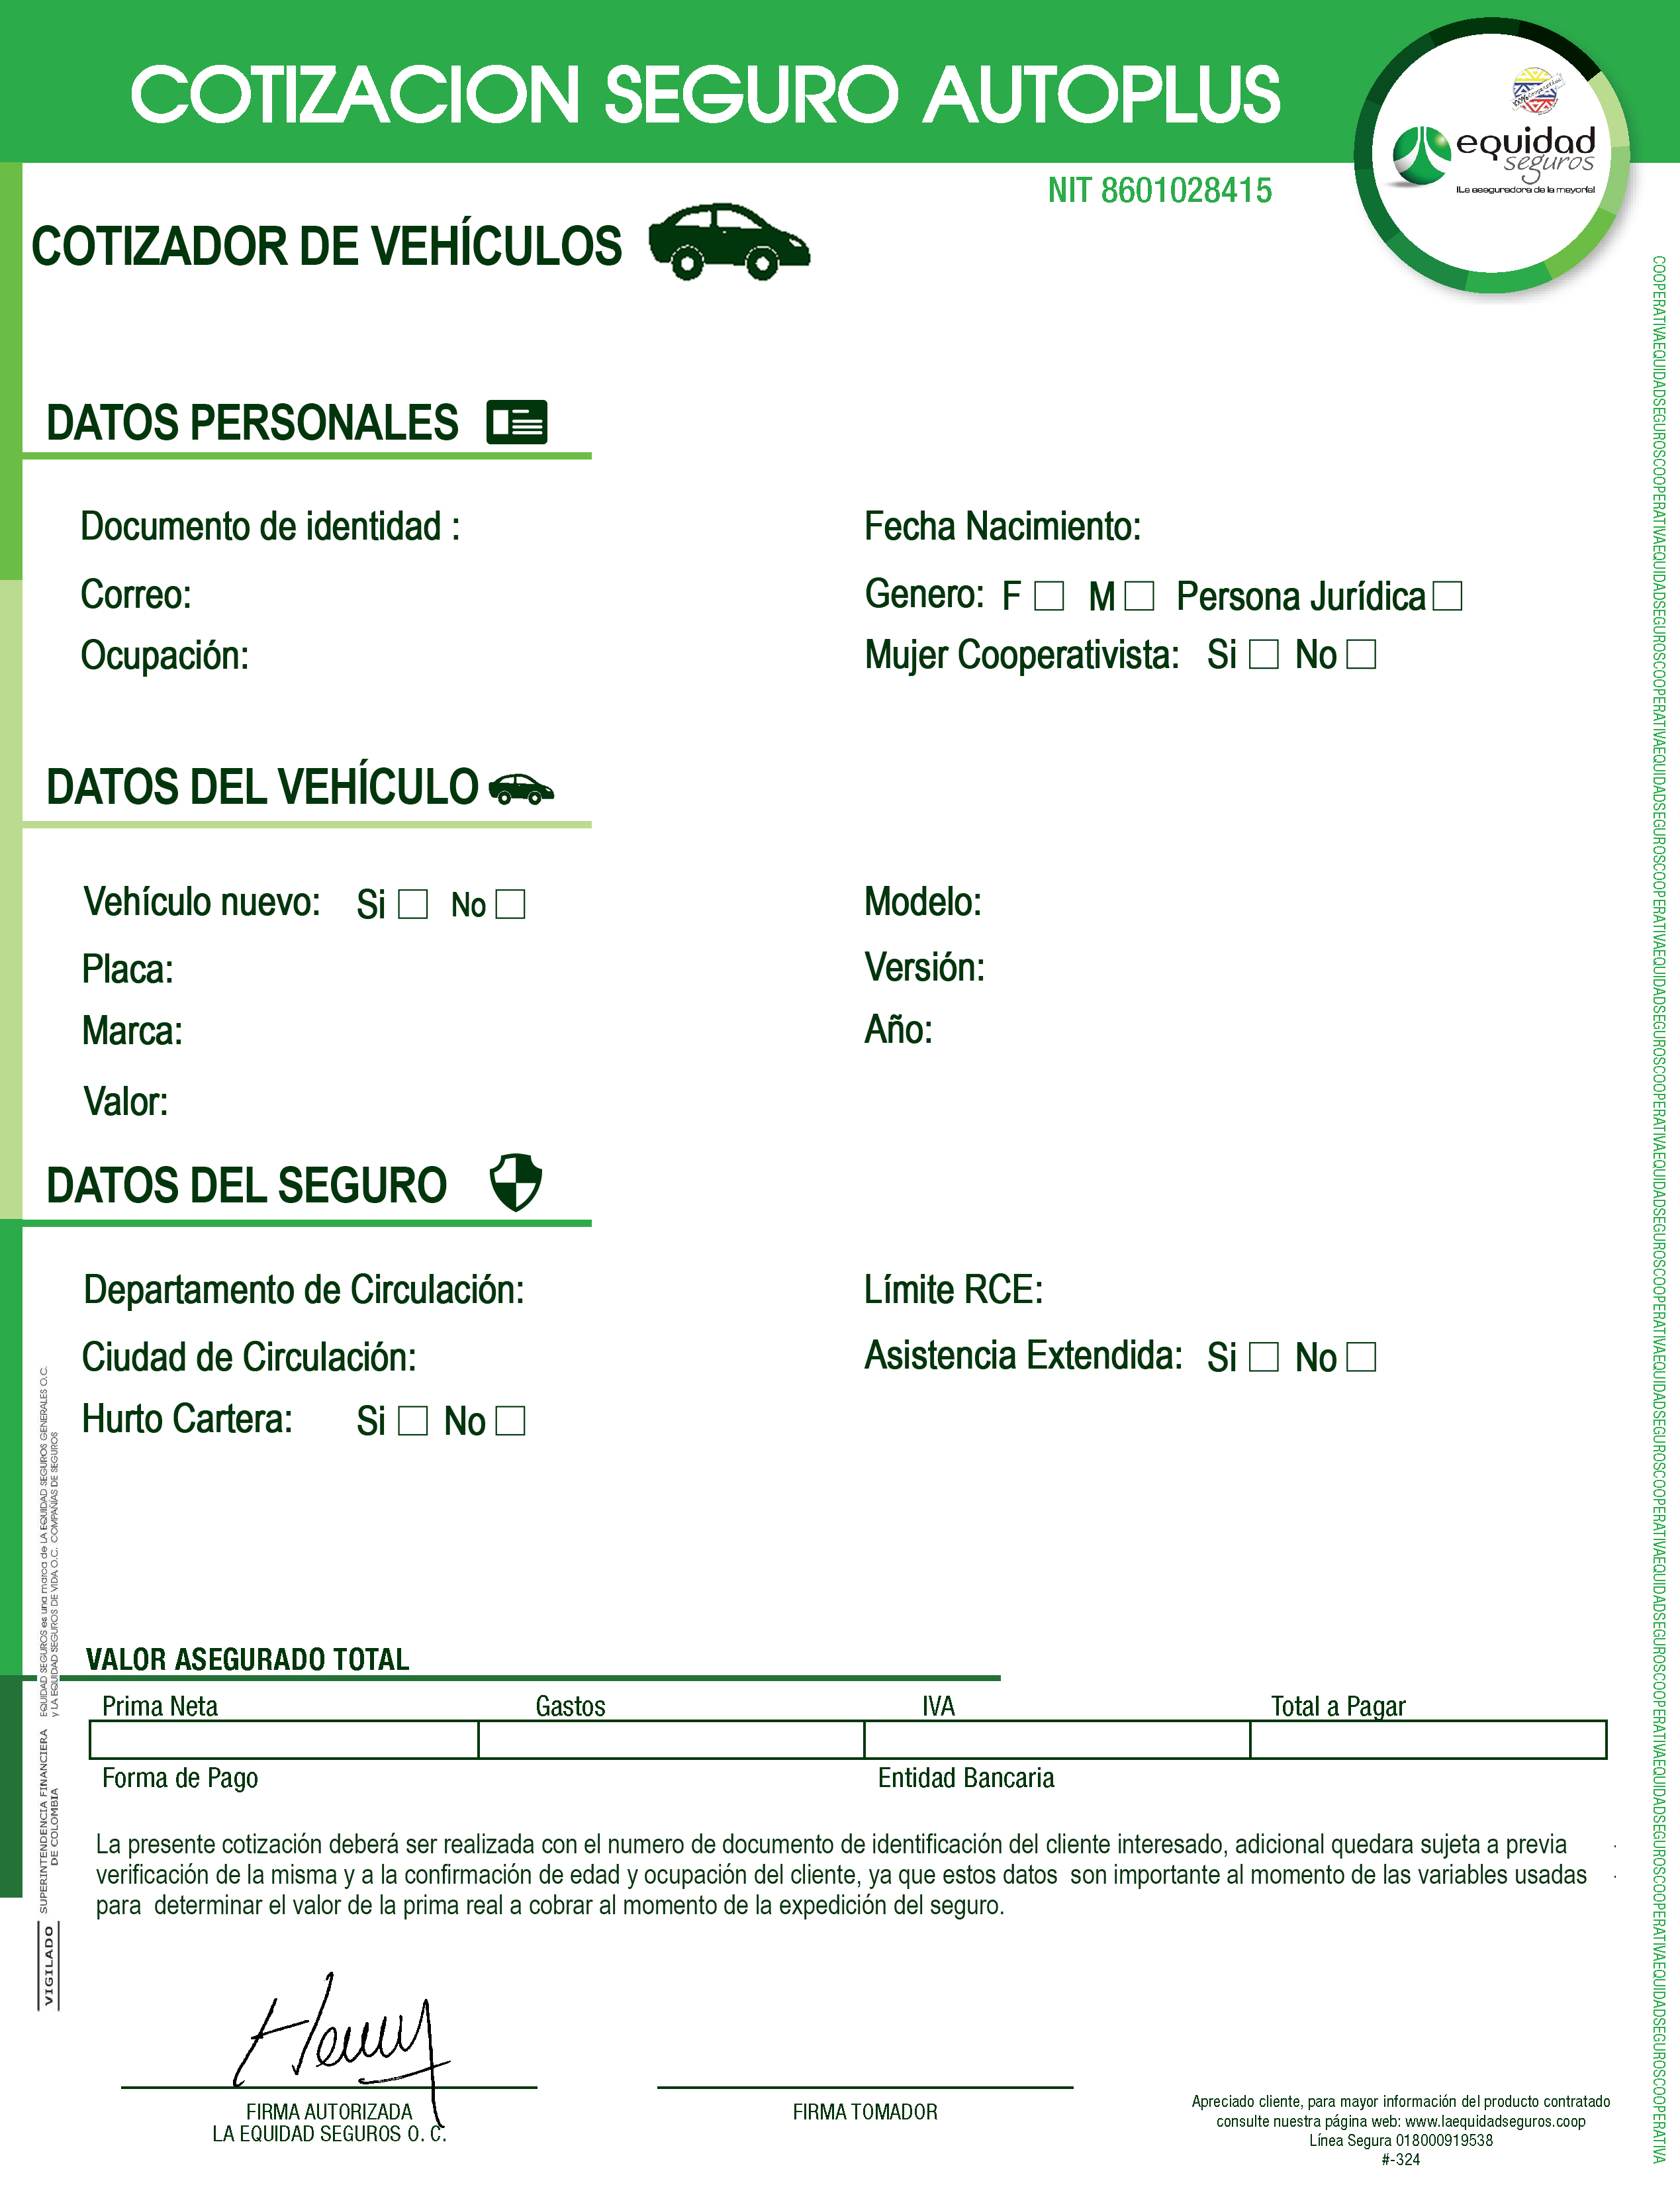 COTIZACION SEGURO AUTOPLUS
equidad
seguros
¡La aseguradora de la mayoría!
NIT 8601028415
COTIZADOR DE VEHÍCULOS
DATOS PERSONALES
Documento de identidad :
Fecha Nacimiento:
Correo:
Genero: F M Persona Jurídica
Ocupación:
Mujer Cooperativista: Si No
DATOS DEL VEHÍCULO
Vehículo nuevo: Si No
Modelo:
Placa:
Versión:
Marca:
Año:
Valor:
DATOS DEL SEGURO
Departamento de Circulación:
Límite RCE:
Ciudad de Circulación:
Asistencia Extendida: Si No
Hurto Cartera: Si No
VALOR ASEGURADO TOTAL
Prima Neta Gastos IVA Total a Pagar
Forma de Pago Entidad Bancaria
La presente cotización deberá ser realizada con el numero de documento de identificación del cliente interesado, adicional quedara sujeta a previa
verificación de la misma y a la confirmación de edad y ocupación del cliente, ya que estos datos son importante al momento de las variables usadas
para determinar el valor de la prima real a cobrar al momento de la expedición del seguro.
FIRMA AUTORIZADA
LA EQUIDAD SEGUROS O. C.
FIRMA TOMADOR
Apreciado cliente, para mayor información del producto contratado
consulte nuestra página web: www.laequidadseguros.coop
Línea Segura 018000919538
#-324
VIGILADO
SUPERINTENDENCIA FINANCIERA
DE COLOMBIA
EQUIDAD SEGUROS es una marca de LA EQUIDAD SEGUROS GENERALES O.C.
y LA EQUIDAD SEGUROS DE VIDA O.C. COMPAÑIAS DE SEGUROS
COOPERATIVAEQUIDADSEGUROSCOOPERATIVAEQUIDADSEGUROSCOOPERATIVAEQUIDADSEGUROSCOOPERATIVAEQUIDADSEGUROSCOOPERATIVAEQUIDADSEGUROSCOOPERATIVAEQUIDADSEGUROSCOOPERATIVAEQUIDADSEGUROSCOOPERATIVAEQUIDADSEGUROSCOOPERATIVAEQUIDADSEGUROSCOOPERATIVAEQUIDADSEGUROSCOOPERATIVA